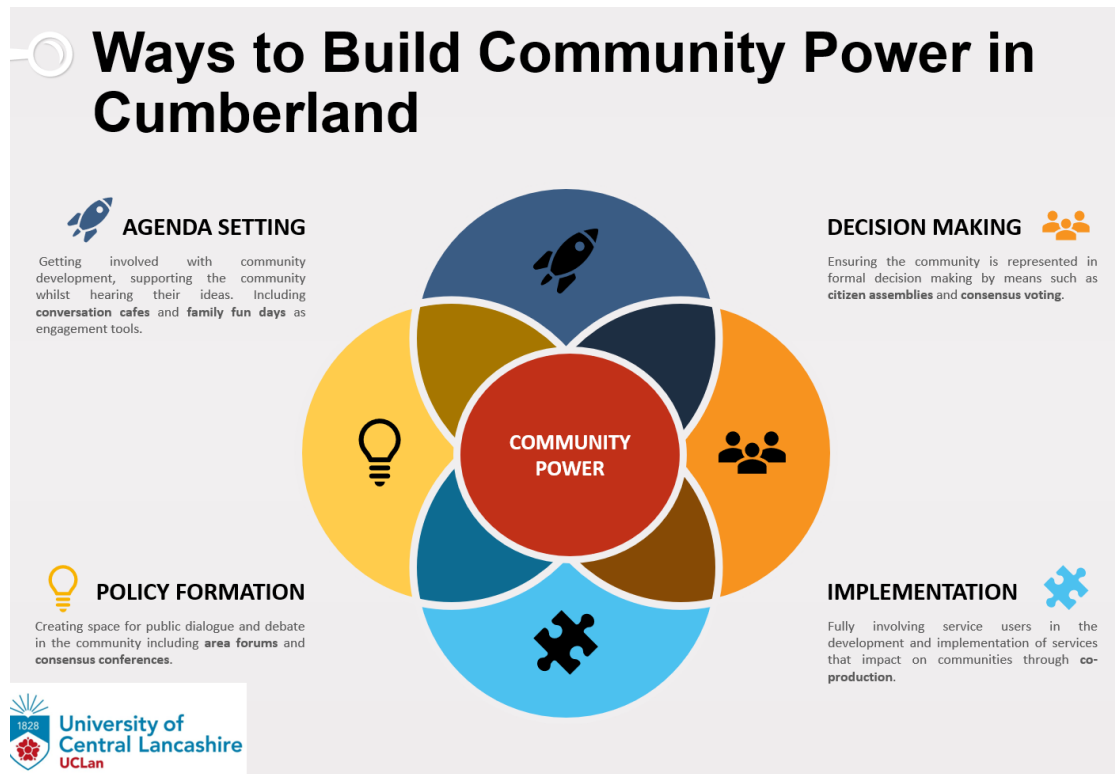 Ways to Build Community Power in
Cumberland
AGENDA SETTING
Getting involved with community
development, supporting the community
whilst hearing their ideas. Including
conversation cafes and family fun days as
engagement tools.
DECISION MAKING
Ensuring the community is represented in
formal decision making by means such as
citizen assemblies and consensus voting.
COMMUNITY
POWER
POLICY FORMATION
Creating space for public dialogue and debate
in the community including area forums and
consensus conferences.
IMPLEMENTATION
Fully involving service users in the
development and implementation of services
that impact on communities through co-
production.
1828
University of
Central Lancashire
UCLan